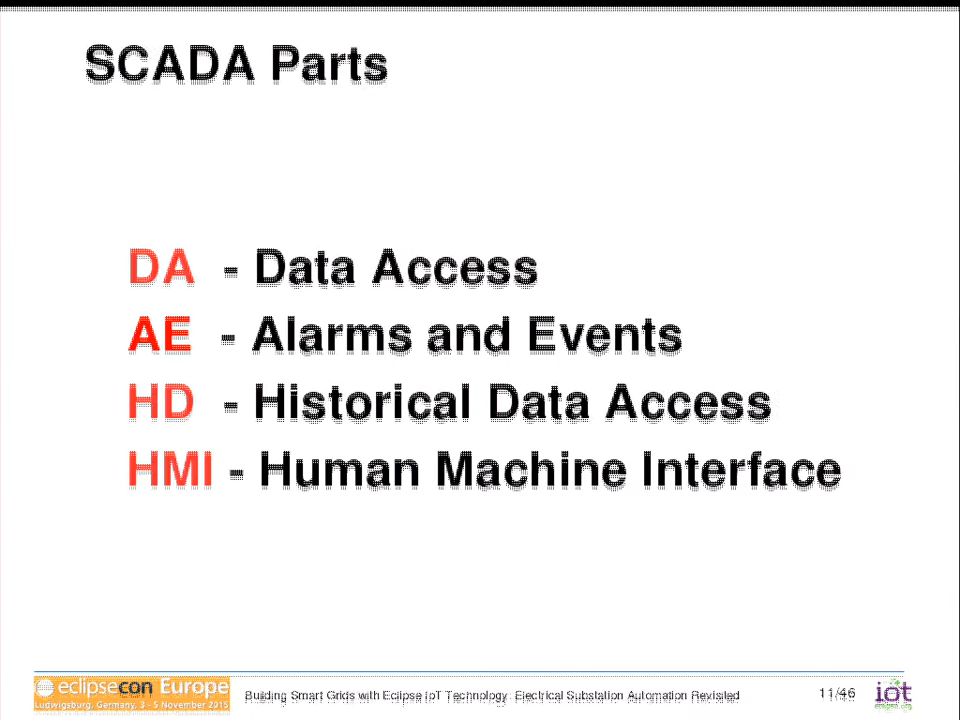 SCADA Parts
DA - Data Access
AE - Alarms and Events
HD - Historical Data Access
HMI - Human Machine Interface
eclipsecon Europe
Ludwigsburg, Germany, 3 - 5 November 2015
Building Smart Grids with Eclipse IoT Technology: Electrical Substation Automation Revisited
11/46
iot
eclipse.org